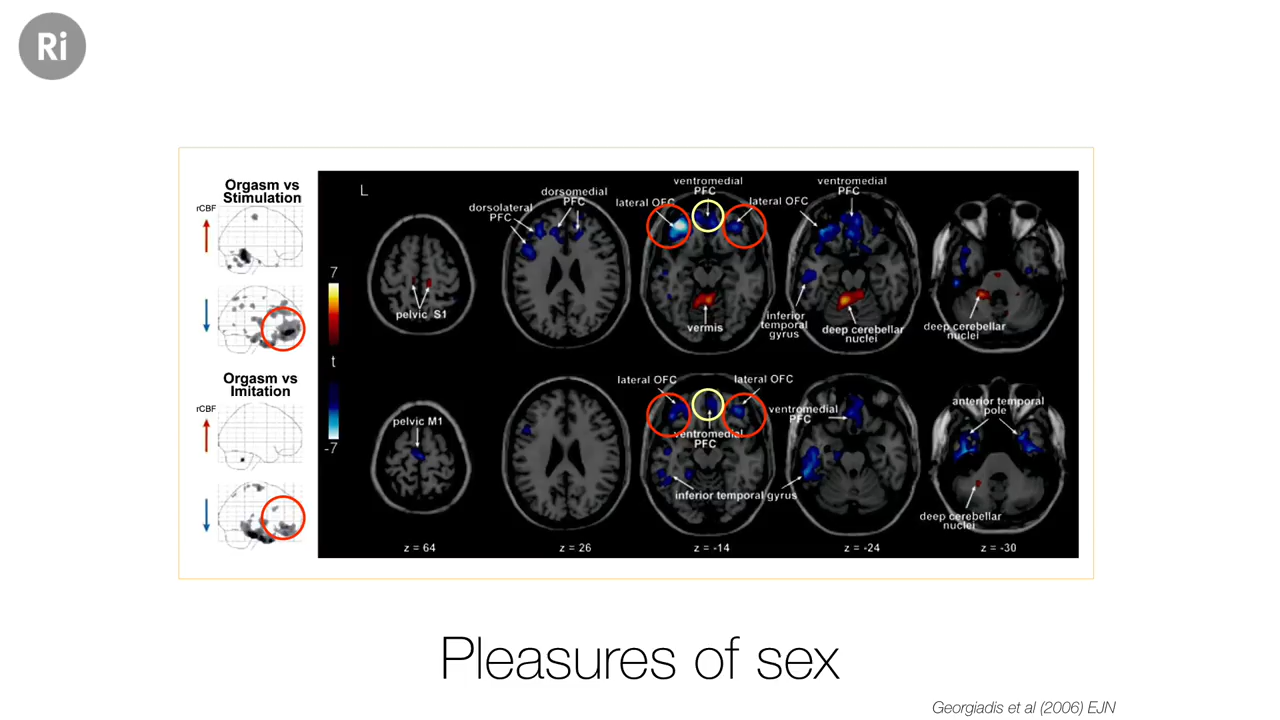 Ri
Orgasm vs
Stimulation
rCBF
Orgasm vs
Imitation
rCBF
7
t
-7
L
pelvic S1
dorsolateral
PFC
dorsomedial
PFC
lateral OFC
ventromedial
PFC
lateral OFC
vermis
ventromedial
PFC
inferior
temporal
gyrus
deep cerebellar
nuclei
deep cerebellar
nuclei
pelvic M1
lateral OFC
lateral OFC
ventromedial
PFC
inferior temporal gyrus
ventromedial
PFC
anterior temporal
pole
deep cerebellar
nuclei
z = 64
z = 26
z = -14
z = -24
z = -30
Pleasures of sex
Georgiadis et al (2006) EJN